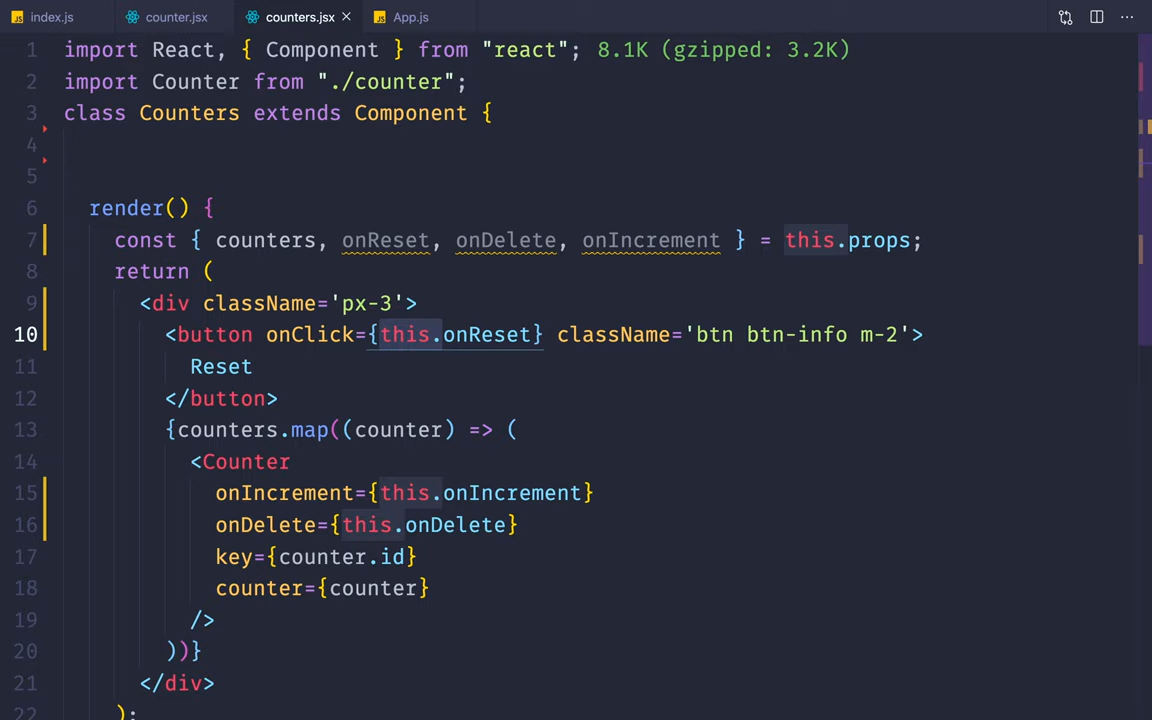 index.js counter.jsx counters.jsx App.js
1 import React, { Component } from "react"; 8.1K (gzipped: 3.2K)
2 import Counter from "./counter";
3 class Counters extends Component {
4
5
6 render() {
7 const { counters, onReset, onDelete, onIncrement } = this.props;
8 return (
9 <div className='px-3'>
10 <button onClick={this.onReset} className='btn btn-info m-2'>
11 Reset
12 </button>
13 {counters.map((counter) => (
14 <Counter
15 onIncrement={this.onIncrement}
16 onDelete={this.onDelete}
17 key={counter.id}
18 counter={counter}
19 />
20 ))}
21 </div>
22 );